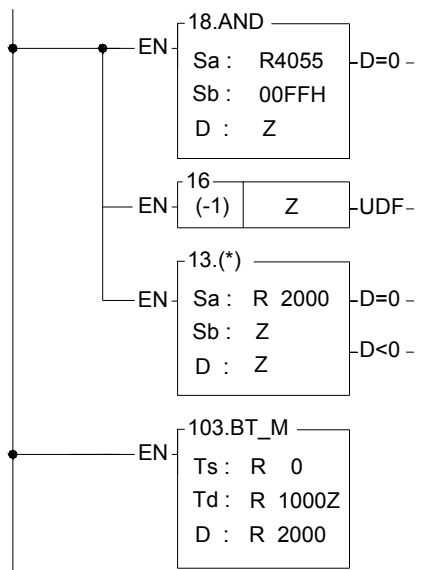 18.AND
EN
Sa : R4055
D=0
Sb : 00FFH
D : Z
16
EN
(-1)
Z
UDF
13.(*)
EN
Sa : R 2000
D=0
Sb : Z
D<0
D : Z
103.BT_M
EN
Ts : R 0
Td : R 1000Z
D : R 2000